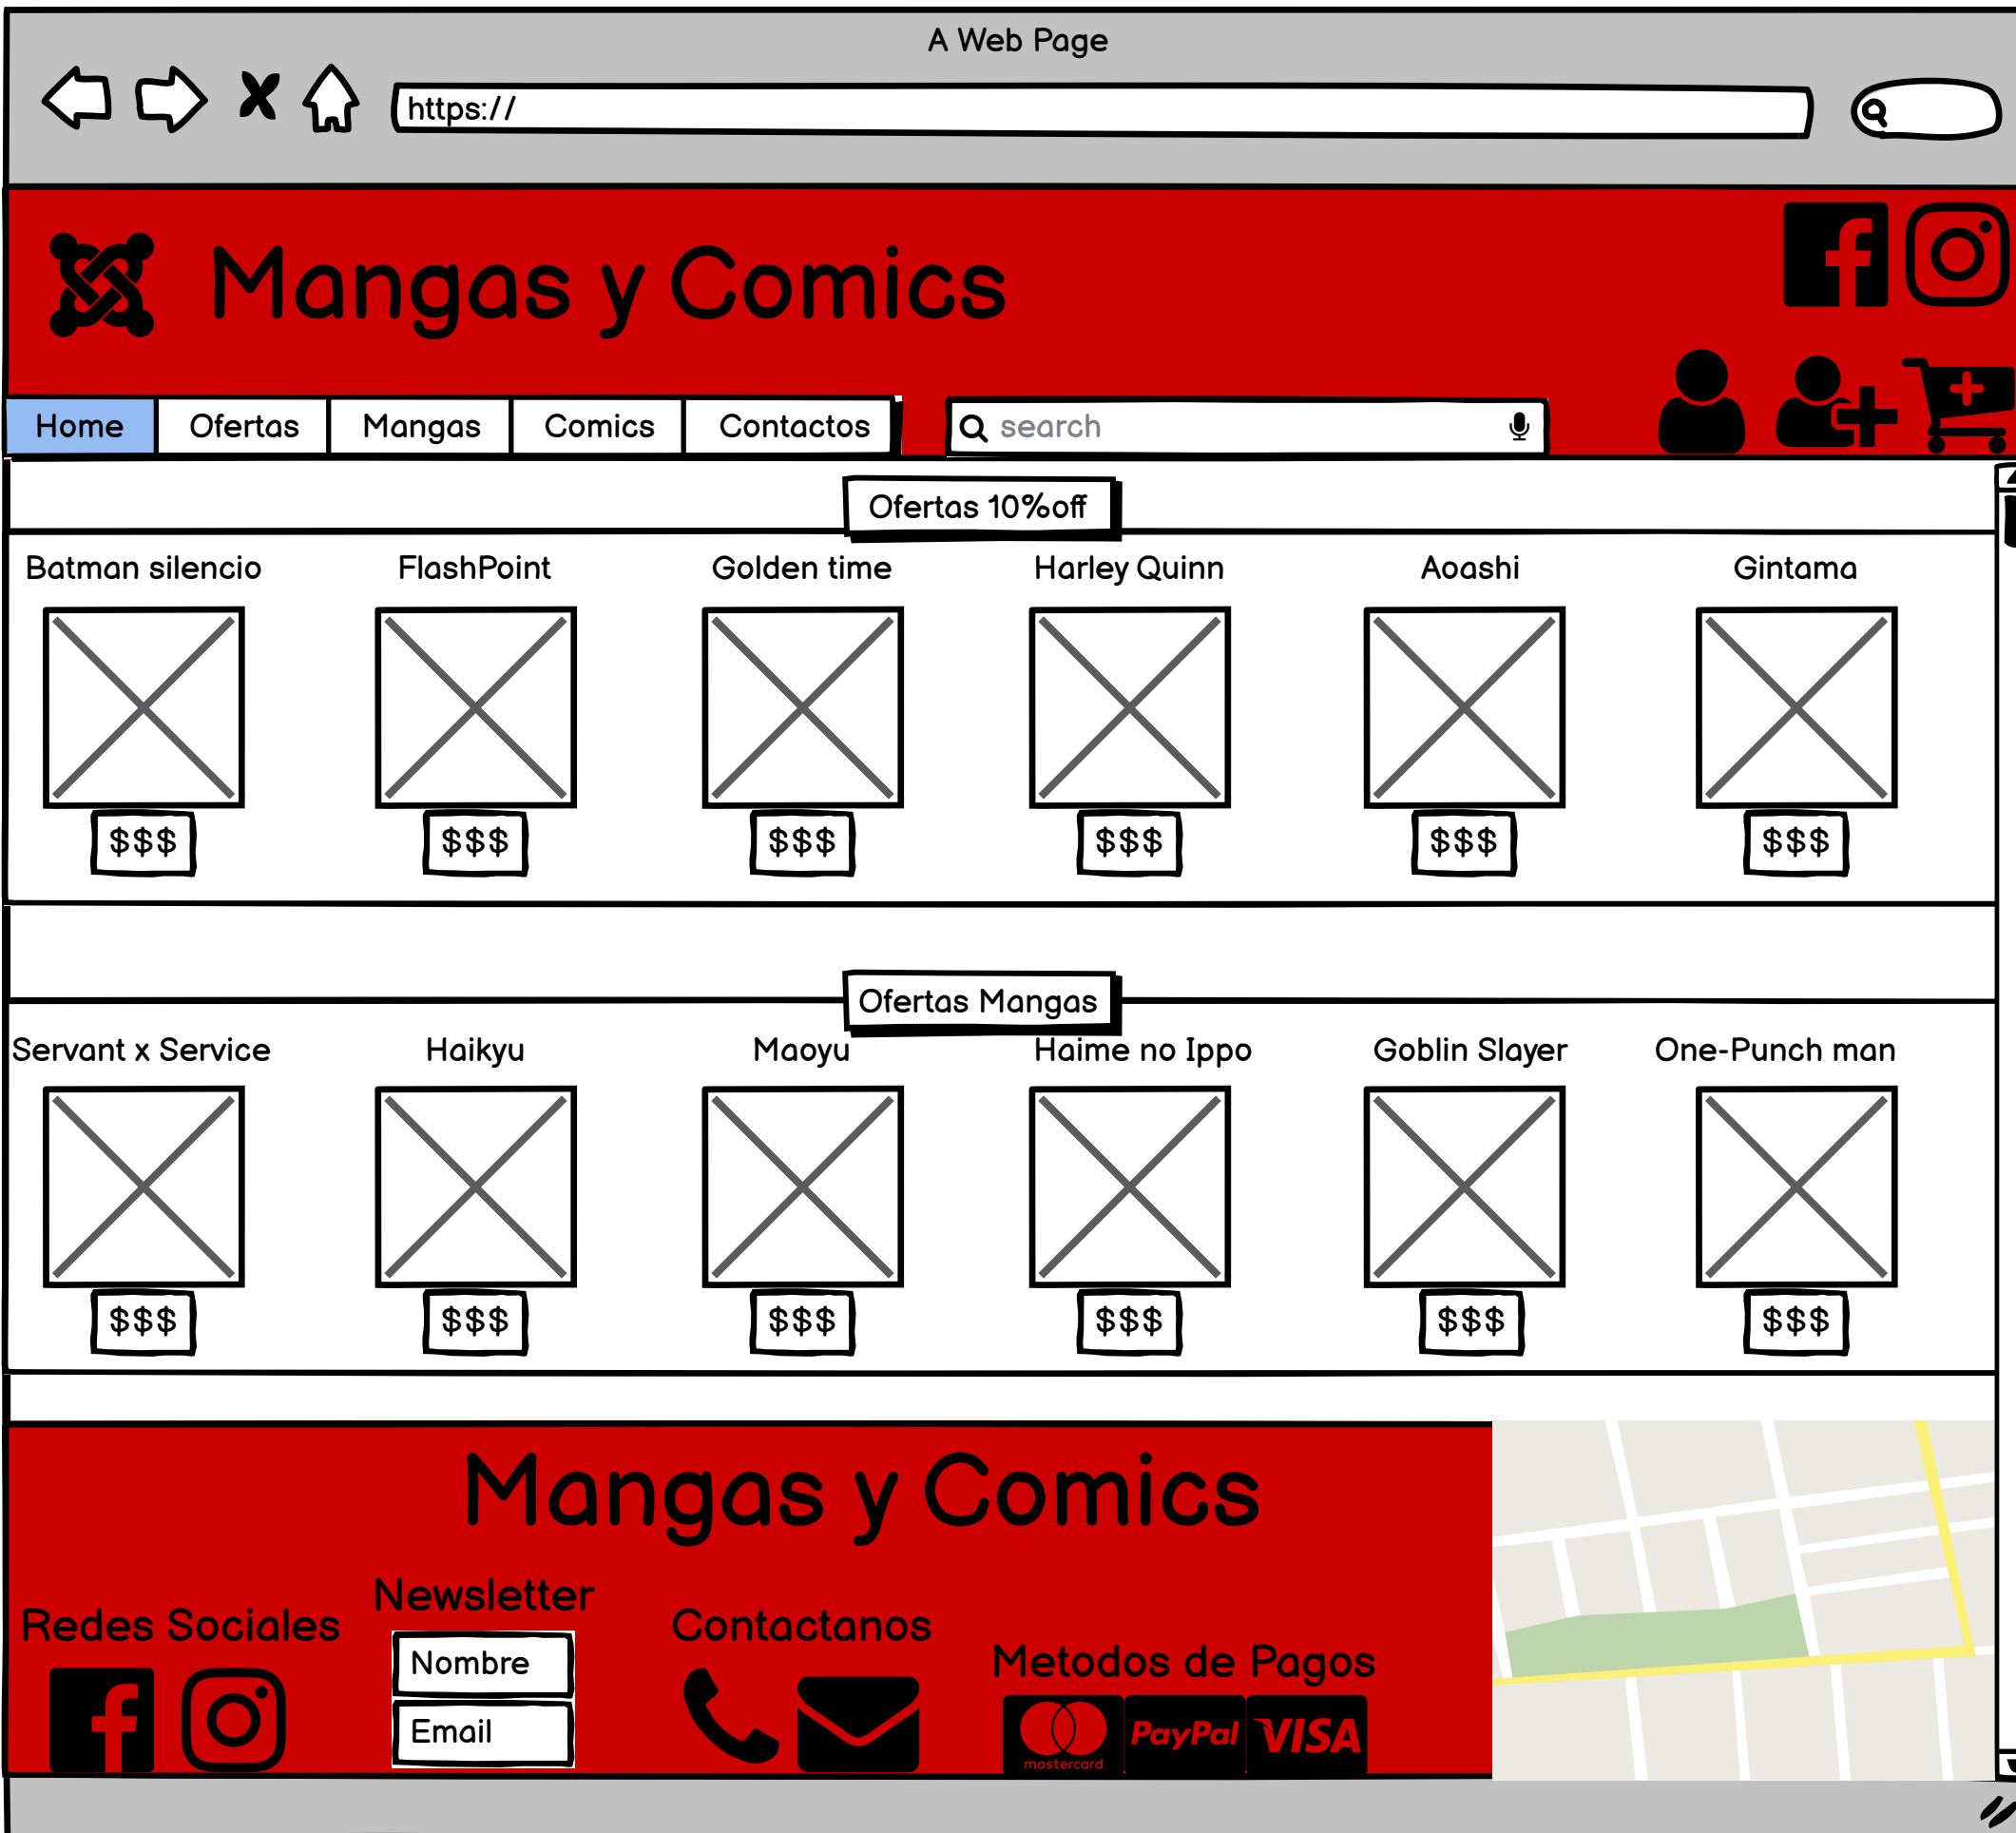 A Web Page
https://
Mangas y Comics
Home Ofertas Mangas Comics Contactos
search
Ofertas 10%off
Batman silencio FlashPoint Golden time Harley Quinn Aoashi Gintama
$$$ $$$ $$$ $$$ $$$ $$$
Ofertas Mangas
Servant x Service Haikyu Maoyu Haime no Ippo Goblin Slayer One-Punch man
$$$ $$$ $$$ $$$ $$$ $$$
Mangas y Comics
Redes Sociales
Newsletter
Nombre
Email
Contactanos
Metodos de Pagos
mastercard PayPal VISA